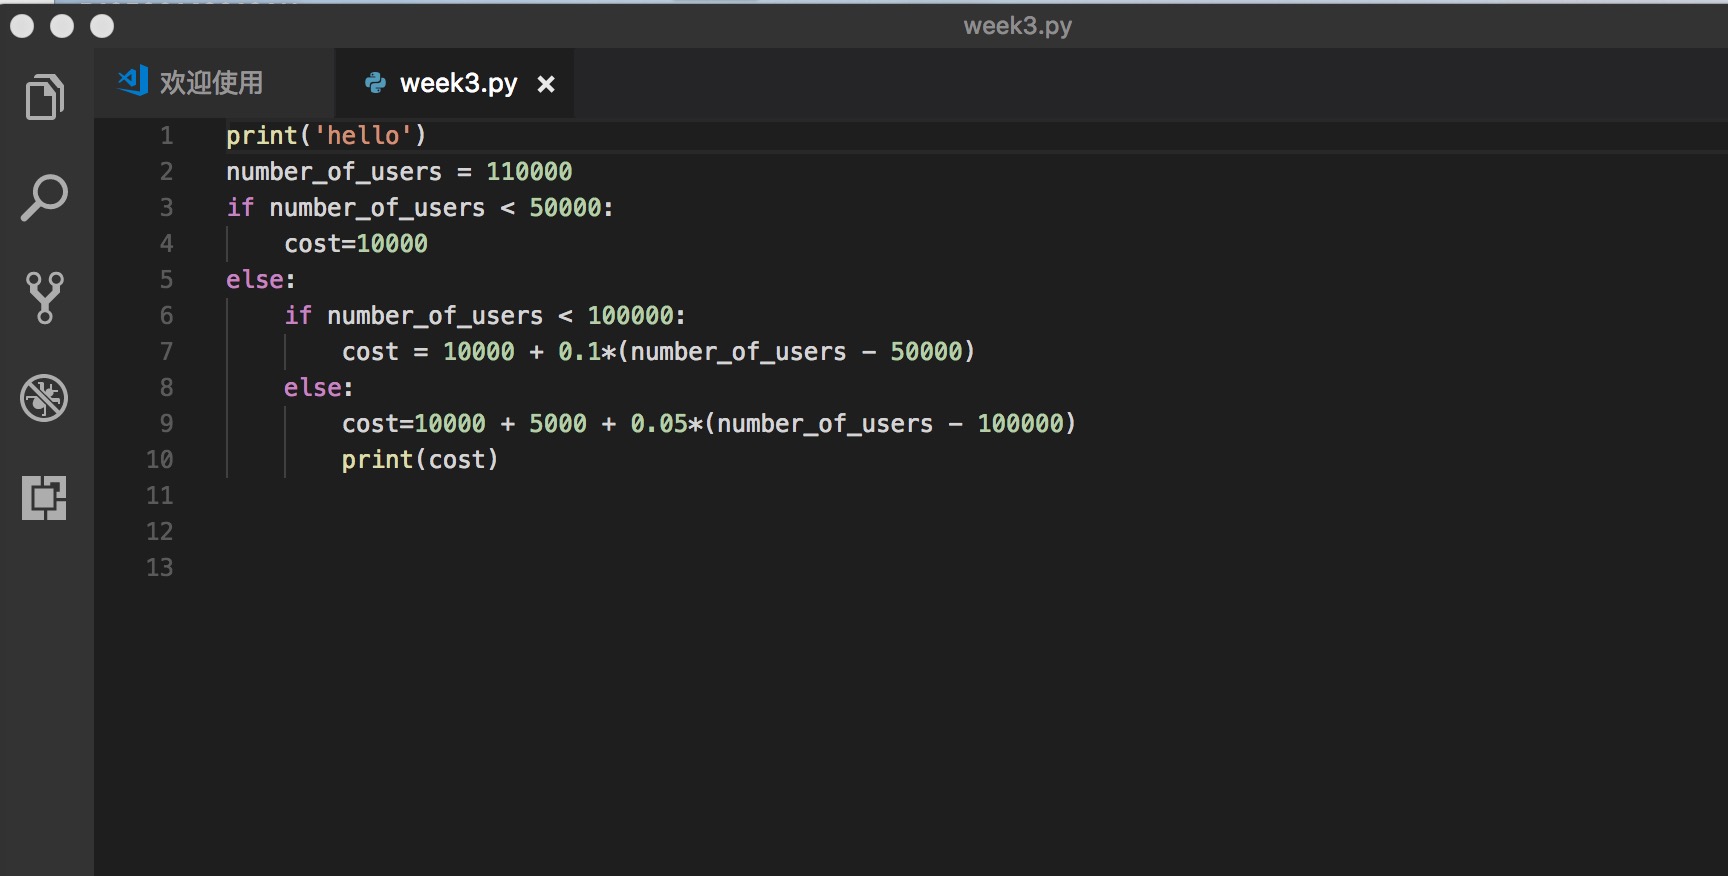 week3.py
欢迎使用 week3.py ×
1 print('hello')
2 number_of_users = 110000
3 if number_of_users < 50000:
4     cost=10000
5 else:
6     if number_of_users < 100000:
7         cost = 10000 + 0.1*(number_of_users - 50000)
8     else:
9         cost=10000 + 5000 + 0.05*(number_of_users - 100000)
10         print(cost)
11
12
13